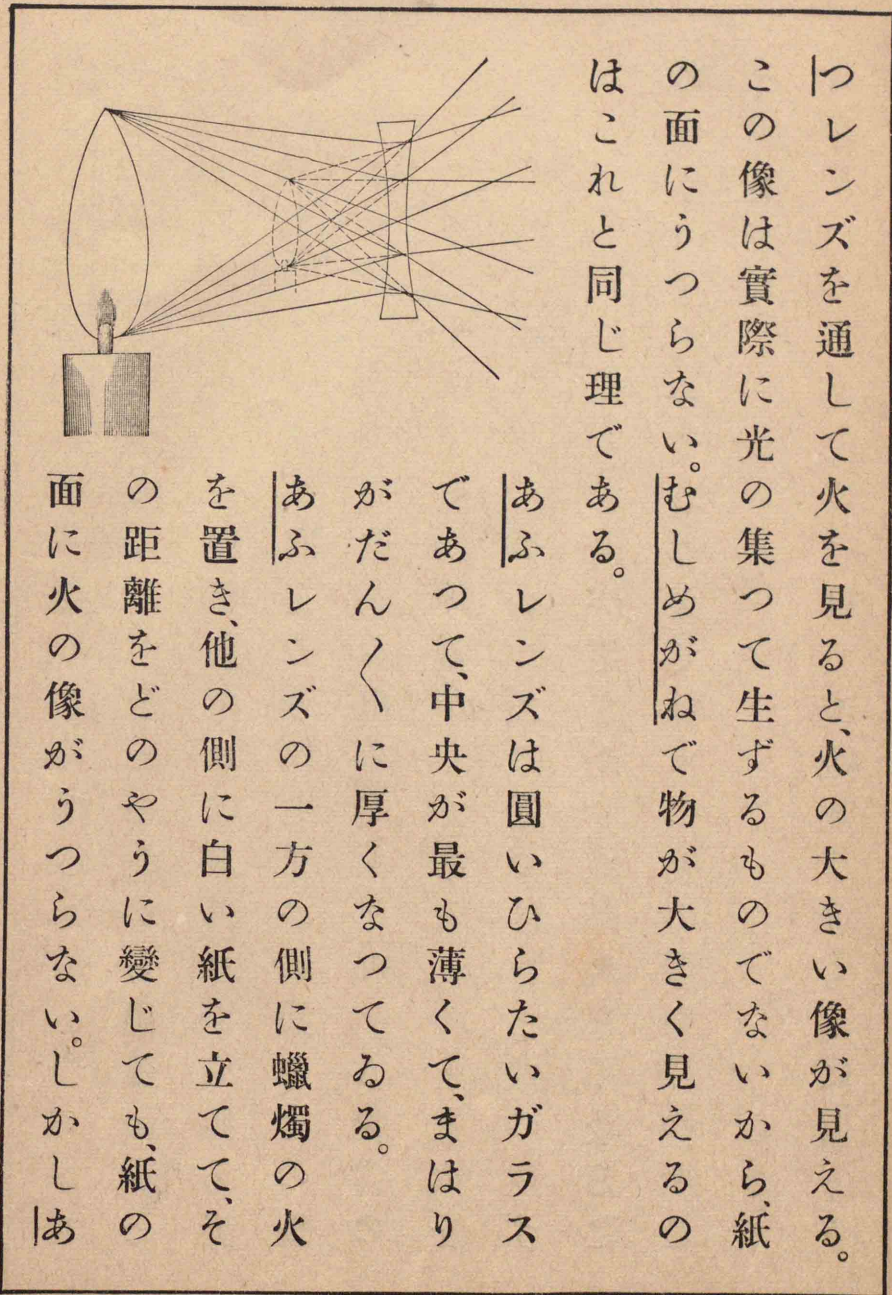 つレンズを通して火を見ると、火の大きい像が見える。
この像は實際に光の集つて生ずるものでないから、紙
の面にうつらない。むしめがねで物が大きく見えるの
はこれと同じ理である。
あふレンズは圓いひらたいガラス
であつて、中央が最も薄くて、まはり
がだん〳〵に厚くなつてゐる。
あふレンズの一方の側に蠟燭の火
を置き、他の側に白い紙を立てて、そ
の距離をどのやうに變じても、紙の
面に火の像がうつらない。しかしあ